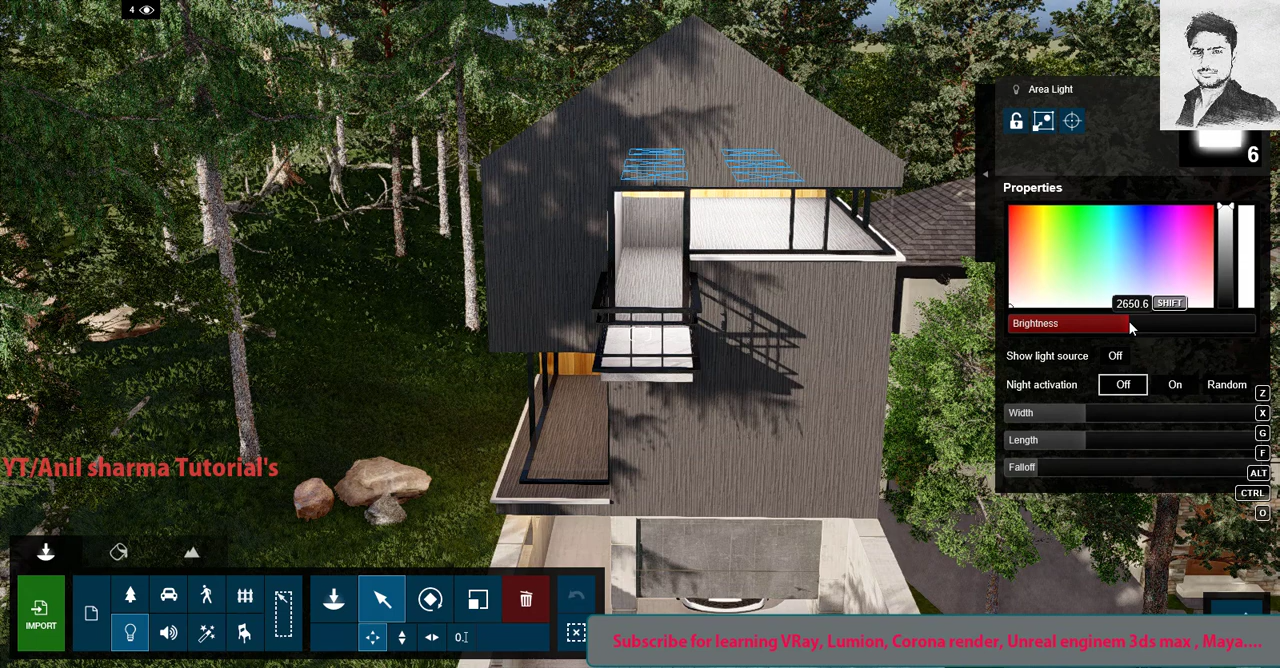 4
Area Light
6
Properties
2650.6 SHIFT
Brightness
Show light source Off
Night activation Off On Random
Z
Width
X
G
Length
F
Falloff
ALT
CTRL
O
YT/Anil sharma Tutorial's
IMPORT
0.
Subscribe for learning VRay, Lumion, Corona render, Unreal enginem 3ds max , Maya....